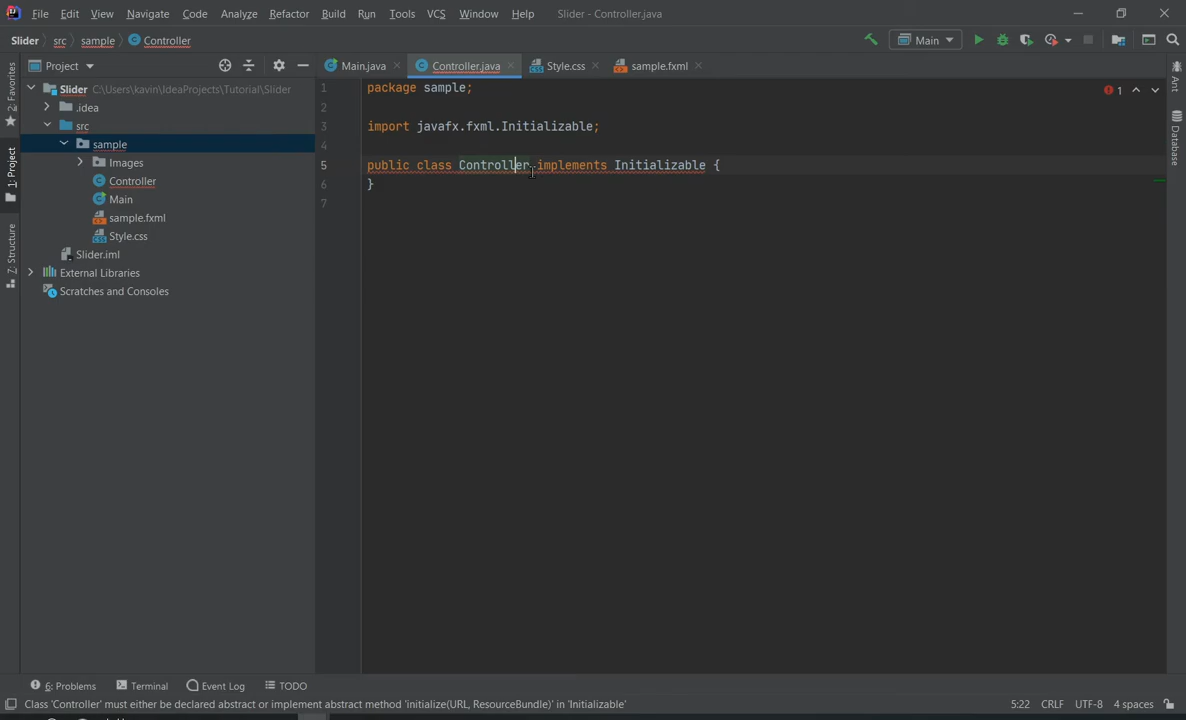 File Edit View Navigate Code Analyze Refactor Build Run Tools VCS Window Help Slider - Controller.java
Slider src sample Controller Main
Project Main.java Controller.java Style.css sample.fxml
Slider C:\Users\kavin\IdeaProjects\Tutorial\Slider
.idea
src
sample
Images
Controller
Main
sample.fxml
Style.css
Slider.iml
External Libraries
Scratches and Consoles
2: Favorites
1: Project
7: Structure
1 package sample;
2
3 import javafx.fxml.Initializable;
4
5 public class Controller implements Initializable {
6 }
7
1
Ant
Database
6: Problems Terminal Event Log TODO
Class 'Controller' must either be declared abstract or implement abstract method 'initialize(URL, ResourceBundle)' in 'Initializable' 5:22 CRLF UTF-8 4 spaces